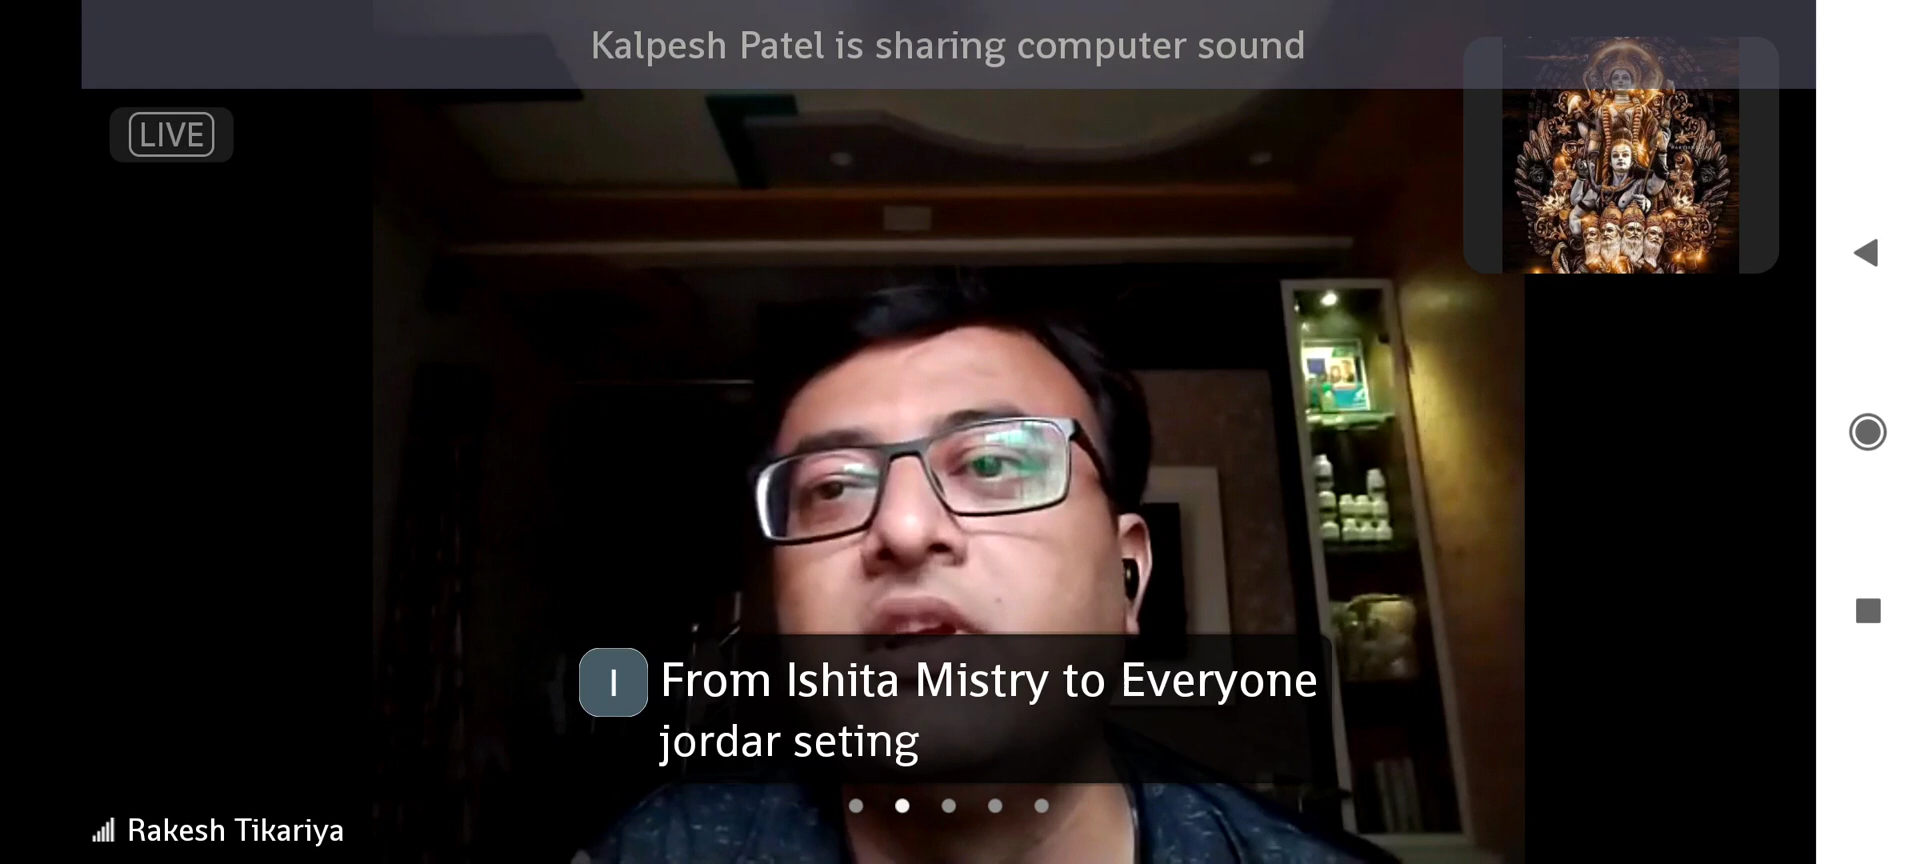 Kalpesh Patel is sharing computer sound
LIVE
I
From Ishita Mistry to Everyone
jordar seting
Rakesh Tikariya